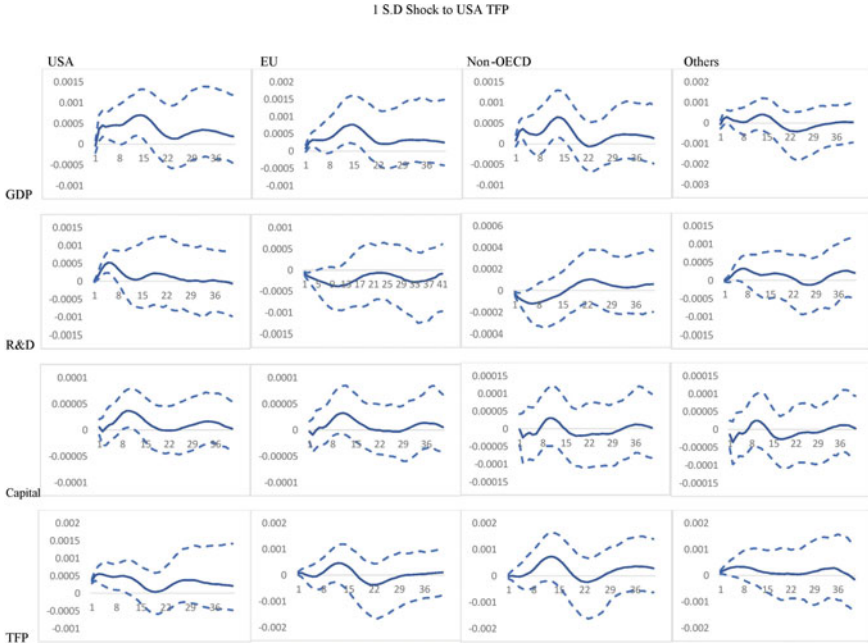 1 S.D Shock to USA TFP
USA EU Non-OECD Others
0.0015 0.002 0.0015 0.002
0.001 0.0015 0.001 0.001
0.0005 0.001 0.0005 0
0 0.0005 0 -0.001
-0.0005 0 -0.0005 -0.002
-0.001 -0.0005 -0.001 -0.003
-0.001
1 8 15 22 29 36 1 8 15 22 29 36 1 8 15 22 29 36 1 8 15 22 29 36
GDP
0.0015 0.001 0.0006 0.0015
0.001 0.0005 0.0004 0.001
0.0005 0 0.0002 0.0005
0 -0.0005 0 0
-0.0005 -0.001 -0.0002 -0.0005
-0.001 -0.0015 -0.0004 -0.001
-0.0015 -0.0015
1 8 15 22 29 36 1 5 9 13 17 21 25 29 33 37 41 1 8 15 22 29 36 1 8 15 22 29 36
R&D
0.0001 0.0001 0.00015 0.00015
0.00005 0.00005 0.0001 0.0001
0 0 0.00005 0.00005
-0.00005 -0.00005 0 0
-0.0001 -0.0001 -0.00005 -0.00005
-0.0001 -0.0001
-0.00015 -0.00015
1 8 15 22 29 36 1 8 15 22 29 36 1 8 15 22 29 36 1 8 15 22 29 36
Capital
0.002 0.002 0.002 0.002
0.0015 0.001 0.001 0.001
0.001 0 0 0
0.0005 -0.001 -0.001 -0.001
0 -0.002 -0.002 -0.002
-0.0005
-0.001
1 8 15 22 29 36 1 8 15 22 29 36 1 8 15 22 29 36 1 8 15 22 29 36
TFP